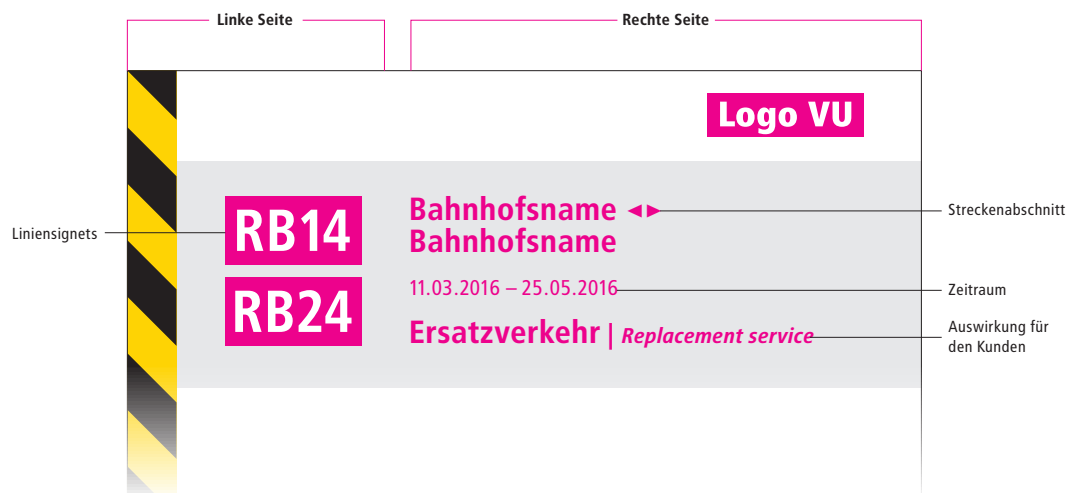 Linke Seite
Rechte Seite
Logo VU
Liniensignets
RB14
RB24
Bahnhofsname ◄►
Bahnhofsname
11.03.2016 – 25.05.2016
Ersatzverkehr | Replacement service
Streckenabschnitt
Zeitraum
Auswirkung für
den Kunden